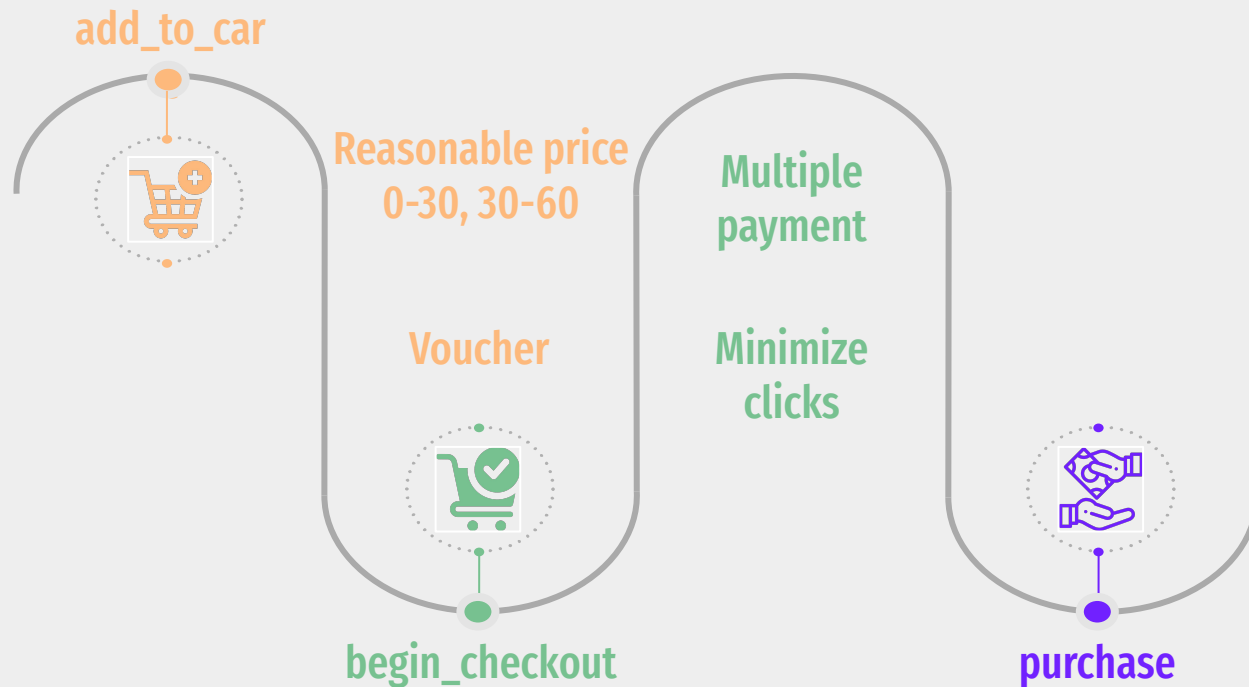 add_to_car
Reasonable price
0-30, 30-60
Voucher
begin_checkout
Multiple
payment
Minimize
clicks
purchase